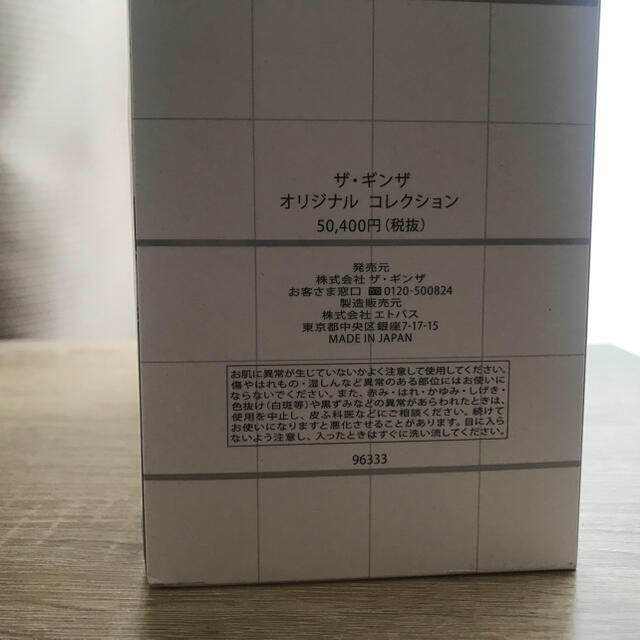 ザ・ギンザ
オリジナル コレクション
50,400円(税抜)
発売元
株式会社 ザ・ギンザ
お客さま窓口 0120-500824
製造販売元
株式会社 エトバス
東京都中央区銀座7-17-15
MADE IN JAPAN
お肌に異常が生じていないかよく注意して使用してください。
傷やはれもの・湿しんなど異常のある部位にはお使いに
ならないでください。また、赤み・はれ・かゆみ・しげき・
色抜け(白斑等)や黒ずみなどの異常があらわれたときは、
使用を中止し、皮ふ科医などにご相談ください。続けて
お使いになりますと悪化させることがあります。目に入ら
ないよう注意し、入ったときはすぐに洗い流してください。
96333